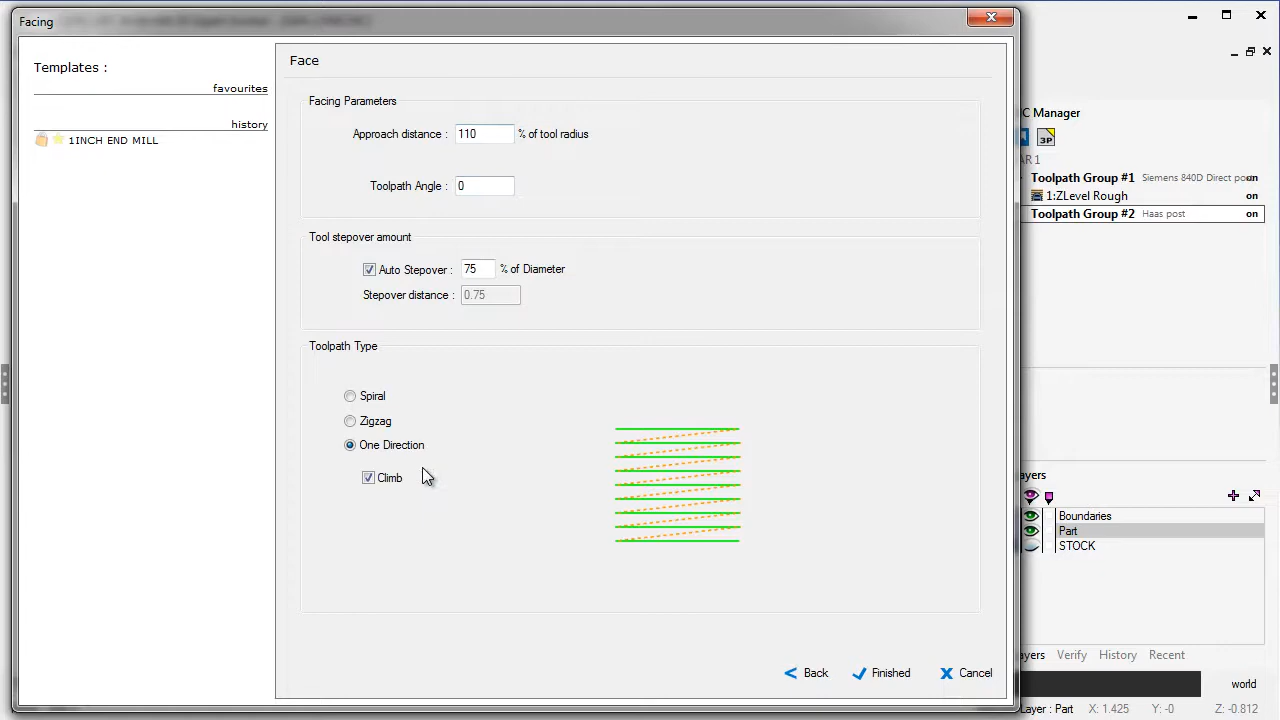 Facing
Templates :
favourites
history
1INCH END MILL
Face
Facing Parameters
Approach distance : 110 % of tool radius
Toolpath Angle : 0
Tool stepover amount
Auto Stepover : 75 % of Diameter
Stepover distance : 0.75
Toolpath Type
Spiral
Zigzag
One Direction
Climb
Back Finished Cancel
C Manager
3P
AR 1
Toolpath Group #1 Siemens 840D Direct on
1:ZLevel Rough on
Toolpath Group #2 Haas post on
ayers
Boundaries
Part
STOCK
ayers Verify History Recent
world
Layer : Part X: 1.425 Y: -0 Z: -0.812